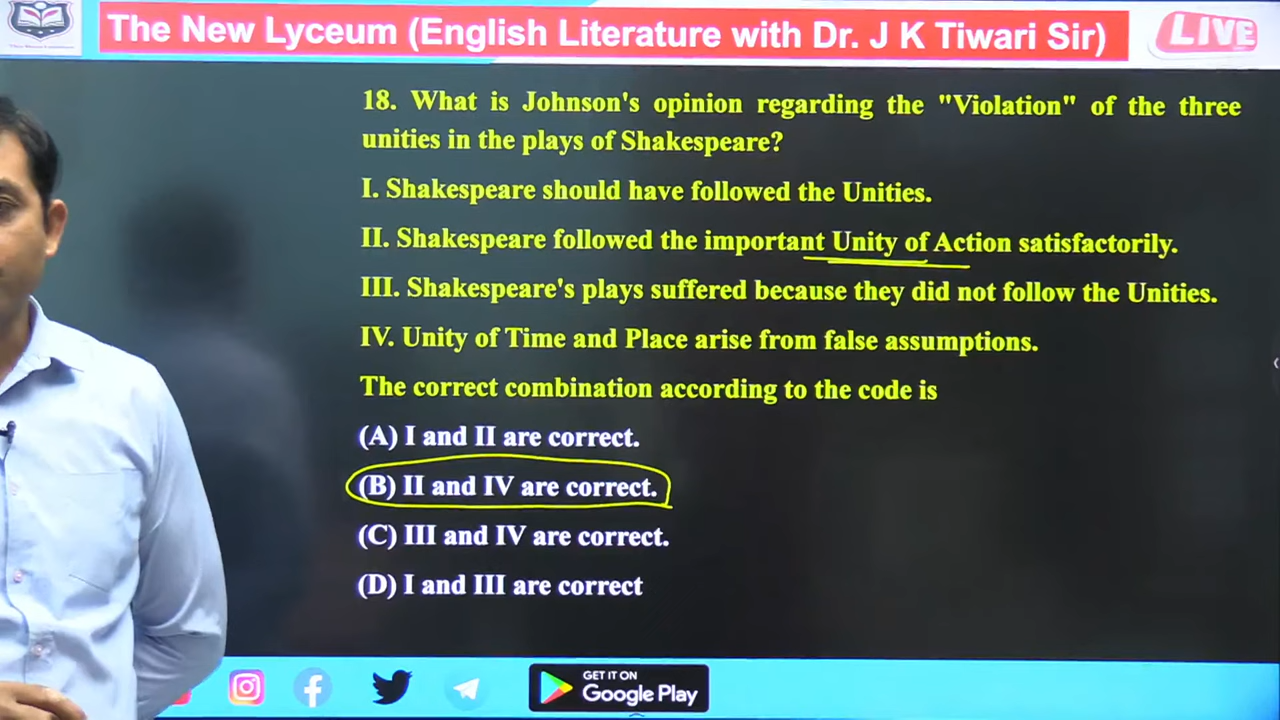 The New Lyceum (English Literature with Dr. J K Tiwari Sir)
LIVE
18. What is Johnson's opinion regarding the "Violation" of the three
unities in the plays of Shakespeare?
I. Shakespeare should have followed the Unities.
II. Shakespeare followed the important Unity of Action satisfactorily.
III. Shakespeare's plays suffered because they did not follow the Unities.
IV. Unity of Time and Place arise from false assumptions.
The correct combination according to the code is
(A) I and II are correct.
(B) II and IV are correct.
(C) III and IV are correct.
(D) I and III are correct
GET IT ON
Google Play